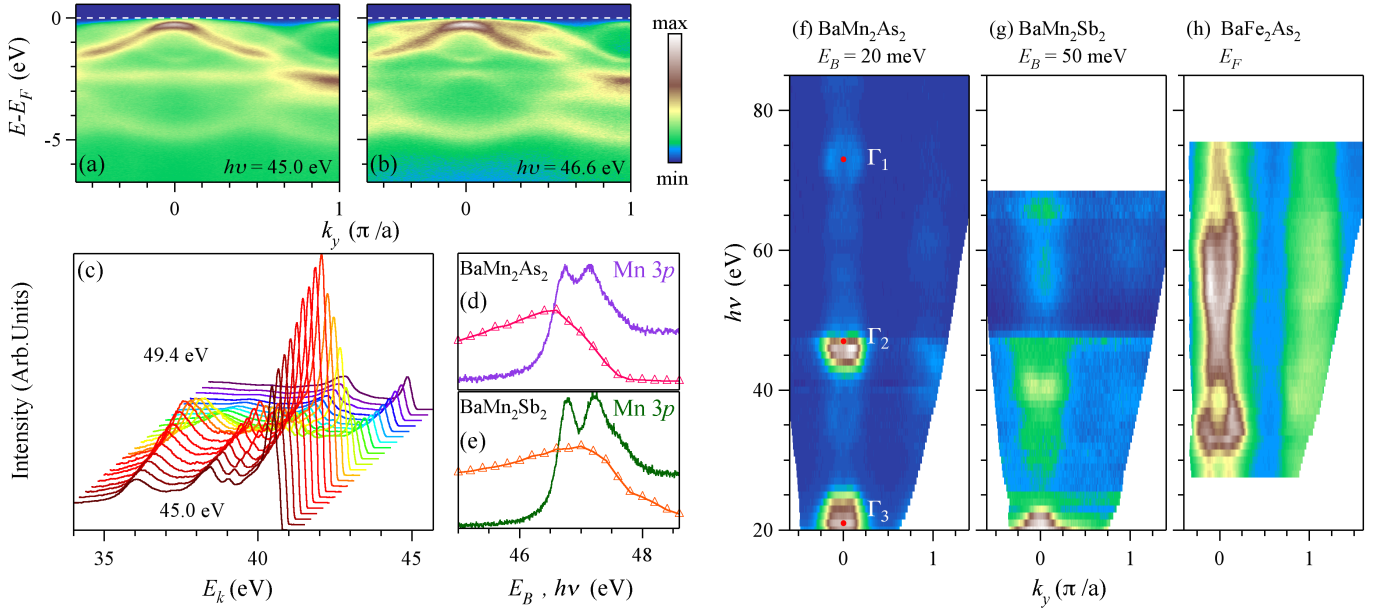 0
-5
E-E_F (eV)
(a)
hυ = 45.0 eV
(b)
hυ = 46.6 eV
max
min
0
1
0
1
k_y (π /a)
(c)
49.4 eV
45.0 eV
Intensity (Arb.Units)
35
40
45
E_k (eV)
BaMn₂As₂
Mn 3p
(d)
BaMn₂Sb₂
Mn 3p
(e)
46
48
E_B , hν (eV)
(f) BaMn₂As₂
E_B = 20 meV
(g) BaMn₂Sb₂
E_B = 50 meV
(h) BaFe₂As₂
E_F
80
60
40
20
hν (eV)
Γ₁
Γ₂
Γ₃
0
1
0
1
0
1
k_y (π /a)